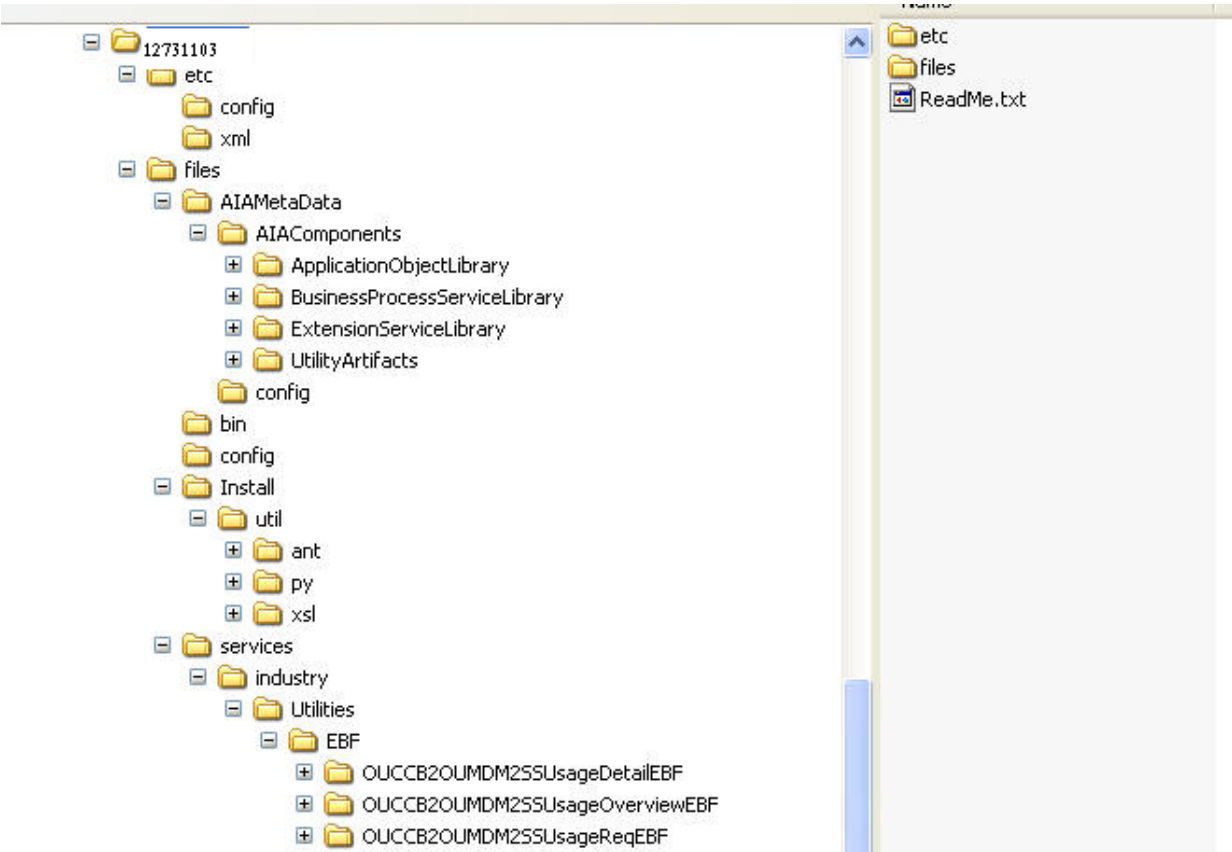 Name
12731103
etc
config
xml
files
AIAMetaData
AIAComponents
ApplicationObjectLibrary
BusinessProcessServiceLibrary
ExtensionServiceLibrary
UtilityArtifacts
config
bin
config
Install
util
ant
py
xsl
services
industry
Utilities
EBF
OUCCB2OUMDM2SSUsageDetailEBF
OUCCB2OUMDM2SSUsageOverviewEBF
OUCCB2OUMDM2SSUsageReqEBF
etc
files
ReadMe.txt